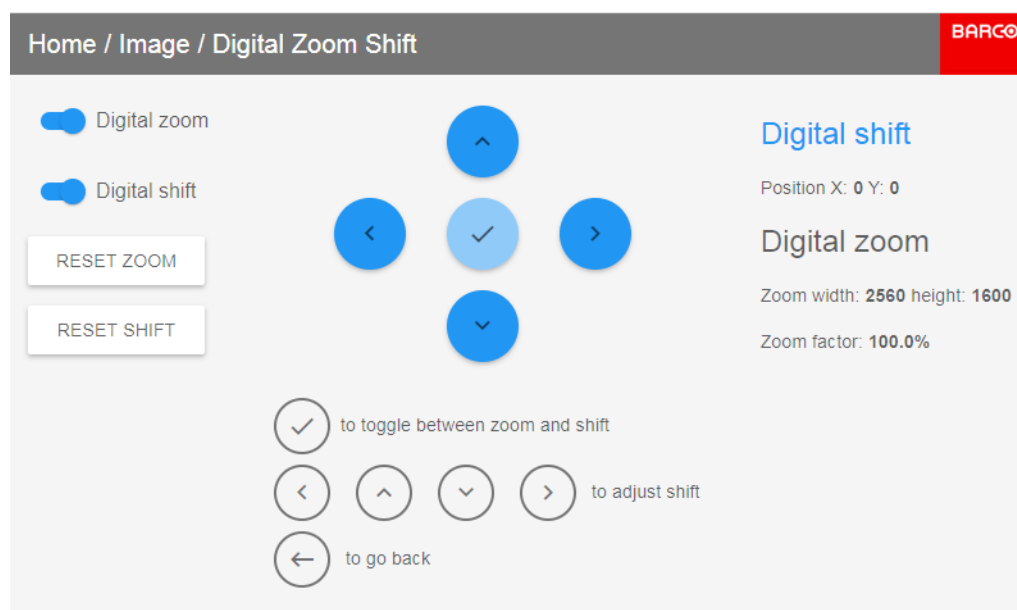 Home / Image / Digital Zoom Shift
BARCO
Digital zoom
Digital shift
RESET ZOOM
RESET SHIFT
Digital shift
Position X: 0 Y: 0
Digital zoom
Zoom width: 2560 height: 1600
Zoom factor: 100.0%
to toggle between zoom and shift
to adjust shift
to go back